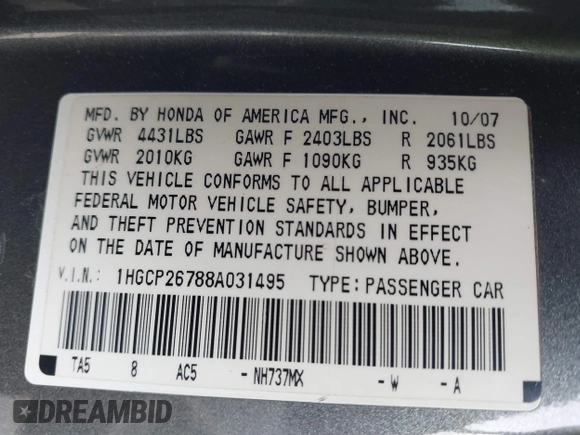 MFD. BY HONDA OF AMERICA MFG., INC. 10/07
GVWR 4431LBS GAWR F 2403LBS R 2061LBS
GVWR 2010KG GAWR F 1090KG R 935KG
THIS VEHICLE CONFORMS TO ALL APPLICABLE
FEDERAL MOTOR VEHICLE SAFETY, BUMPER,
AND THEFT PREVENTION STANDARDS IN EFFECT
ON THE DATE OF MANUFACTURE SHOWN ABOVE.
V.I.N.: 1HGCP26788A031495 TYPE: PASSENGER CAR
TA5 8 AC5 - NH737MX - W - A
DREAMBID